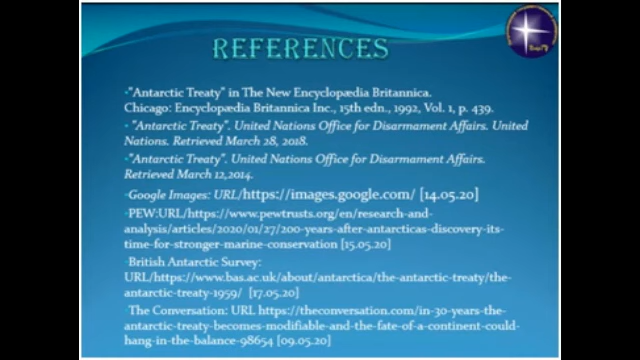 REFERENCES
"Antarctic Treaty" in The New Encyclopædia Britannica.
Chicago: Encyclopædia Britannica Inc., 15th edn., 1992, Vol. 1, p. 439.
"Antarctic Treaty". United Nations Office for Disarmament Affairs. United
Nations. Retrieved March 28, 2018.
"Antarctic Treaty". United Nations Office for Disarmament Affairs.
Retrieved March 12,2014.
Google Images: URL/https://images.google.com/ [14.05.20]
PEW:URL/https://www.pewtrusts.org/en/research-and-
analysis/articles/2020/01/27/200-years-after-antarcticas-discovery-its-
time-for-stronger-marine-conservation [15.05.20]
British Antarctic Survey:
URL/https://www.bas.ac.uk/about/antarctica/the-antarctic-treaty/the-
antarctic-treaty-1959/ [17.05.20]
The Conversation: URL https://theconversation.com/in-30-years-the-
antarctic-treaty-becomes-modifiable-and-the-fate-of-a-continent-could-
hang-in-the-balance-98654 [09.05.20]